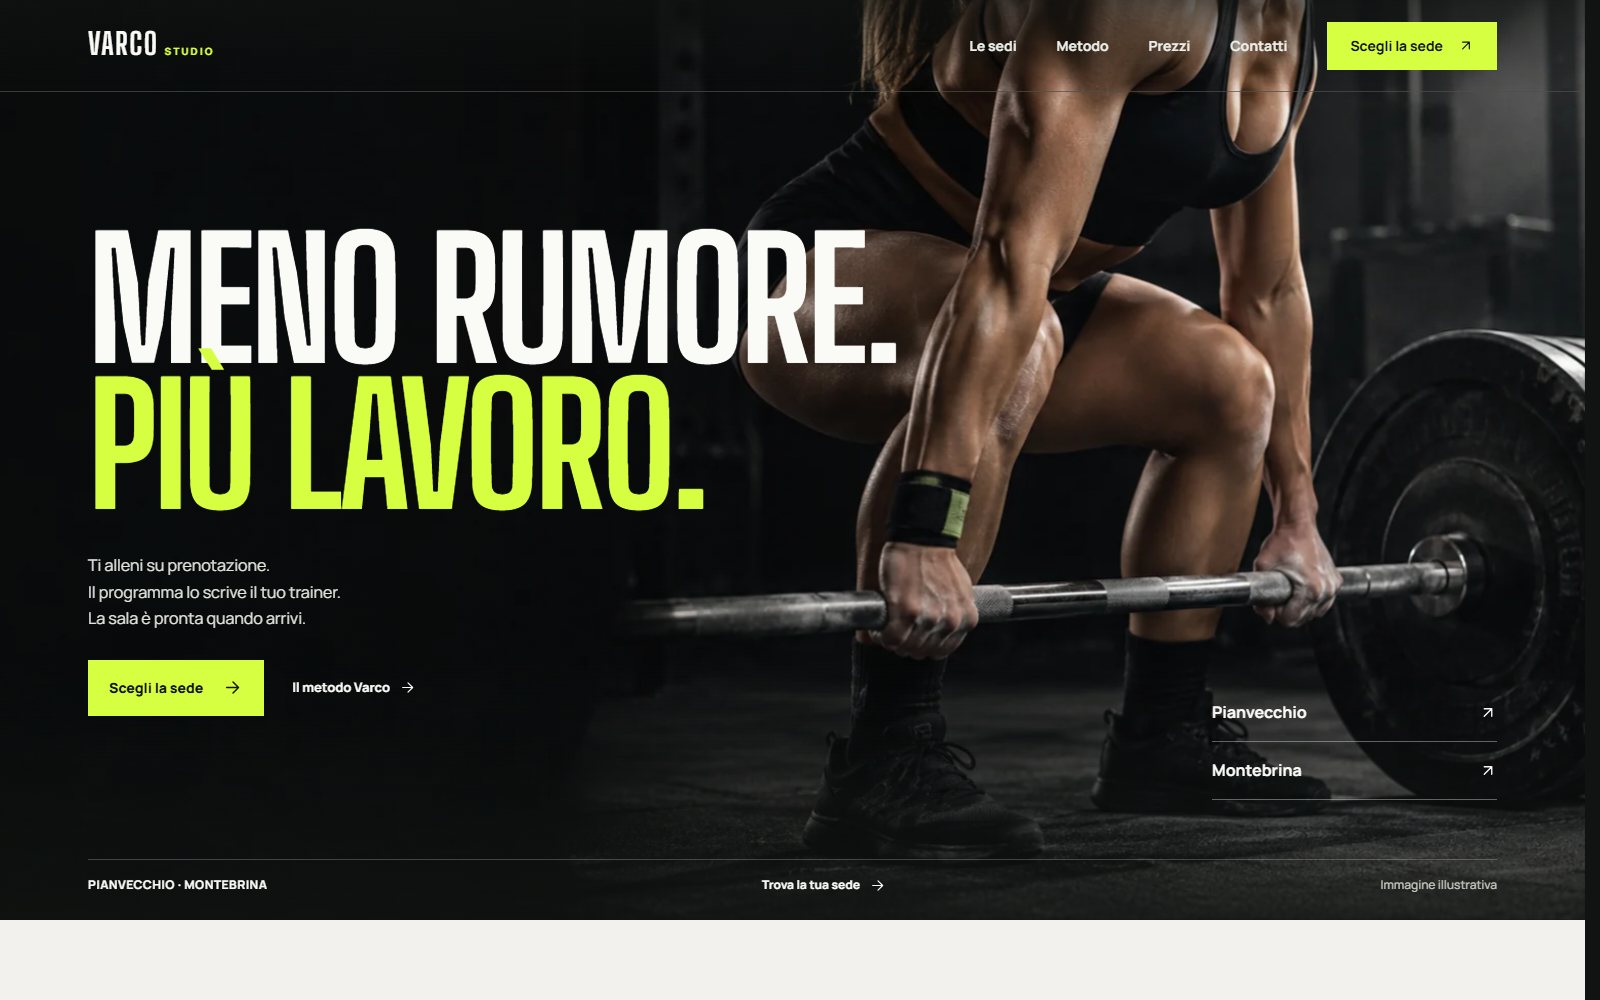 VARCO STUDIO
Le sedi
Metodo
Prezzi
Contatti
Scegli la sede
MENO RUMORE.
PIÙ LAVORO.
Ti alleni su prenotazione.
Il programma lo scrive il tuo trainer.
La sala è pronta quando arrivi.
Scegli la sede
Il metodo Varco
Pianvecchio
Montebrina
PIANVECCHIO · MONTEBRINA
Trova la tua sede
Immagine illustrativa